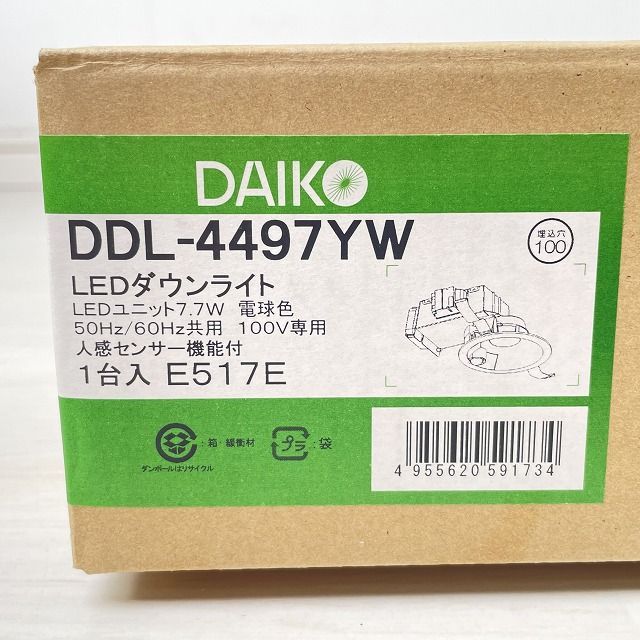 DAIKO
DDL-4497YW
埋込穴
100
LEDダウンライト
LEDユニット7.7W 電球色
50Hz/60Hz共用 100V専用
人感センサー機能付
1台入 E517E
:箱・緩衝材
プラ :袋
ダンボールはリサイクル
4 955620 591734